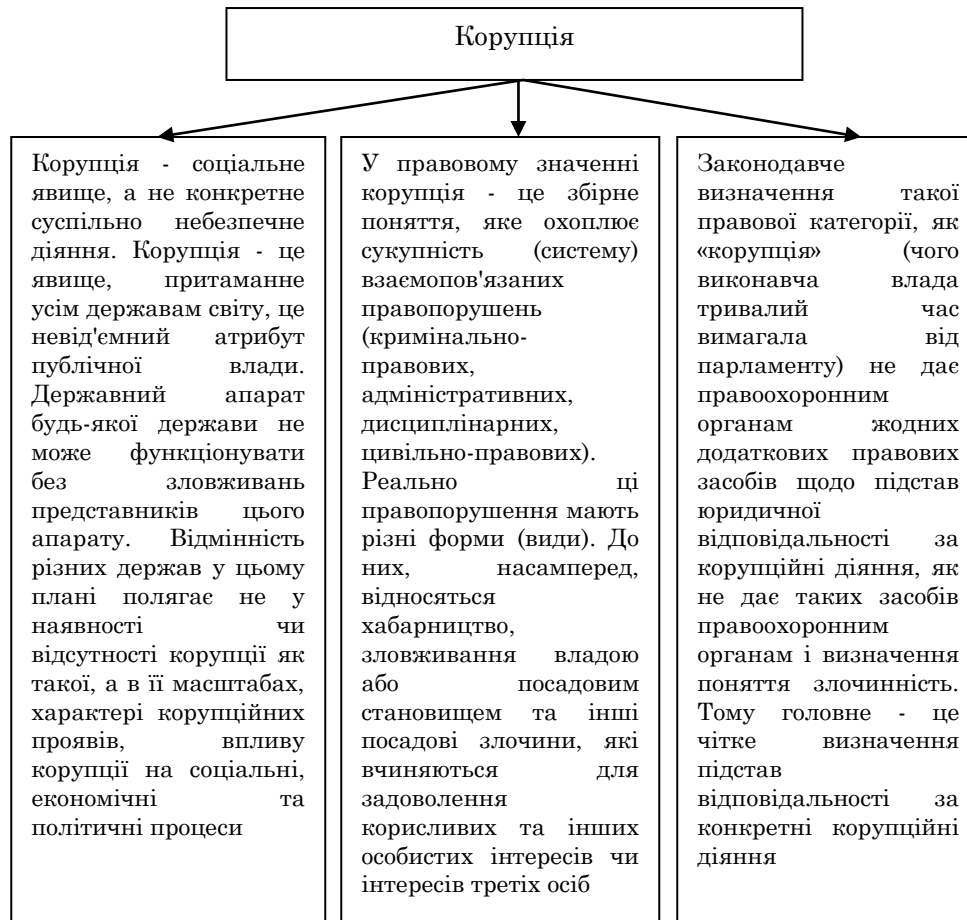 Корупція
Корупція - соціальне
явище, а не конкретне
суспільно небезпечне
діяння. Корупція - це
явище, притаманне
усім державам світу, це
невід'ємний атрибут
публічної влади.
Державний апарат
будь-якої держави не
може функціонувати
без зловживань
представників цього
апарату. Відмінність
різних держав у цьому
плані полягає не у
наявності чи
відсутності корупції як
такої, а в її масштабах,
характері корупційних
проявів, впливу
корупції на соціальні,
економічні та
політичні процеси
У правовому значенні
корупція - це збірне
поняття, яке охоплює
сукупність (систему)
взаємопов'язаних
правопорушень
(кримінально-
правових,
адміністративних,
дисциплінарних,
цивільно-правових).
Реально ці
правопорушення мають
різні форми (види). До
них, насамперед,
відносяться
хабарництво,
зловживання владою
або посадовим
становищем та інші
посадові злочини, які
вчиняються для
задоволення
корисливих та інших
особистих інтересів чи
інтересів третіх осіб
Законодавче
визначення такої
правової категорії, як
«корупція» (чого
виконавча влада
тривалий час
вимагала від
парламенту) не дає
правоохоронним
органам жодних
додаткових правових
засобів щодо підстав
юридичної
відповідальності за
корупційні діяння, як
не дає таких засобів
правоохоронним
органам і визначення
поняття злочинність.
Тому головне - це
чітке визначення
підстав
відповідальності за
конкретні корупційні
діяння